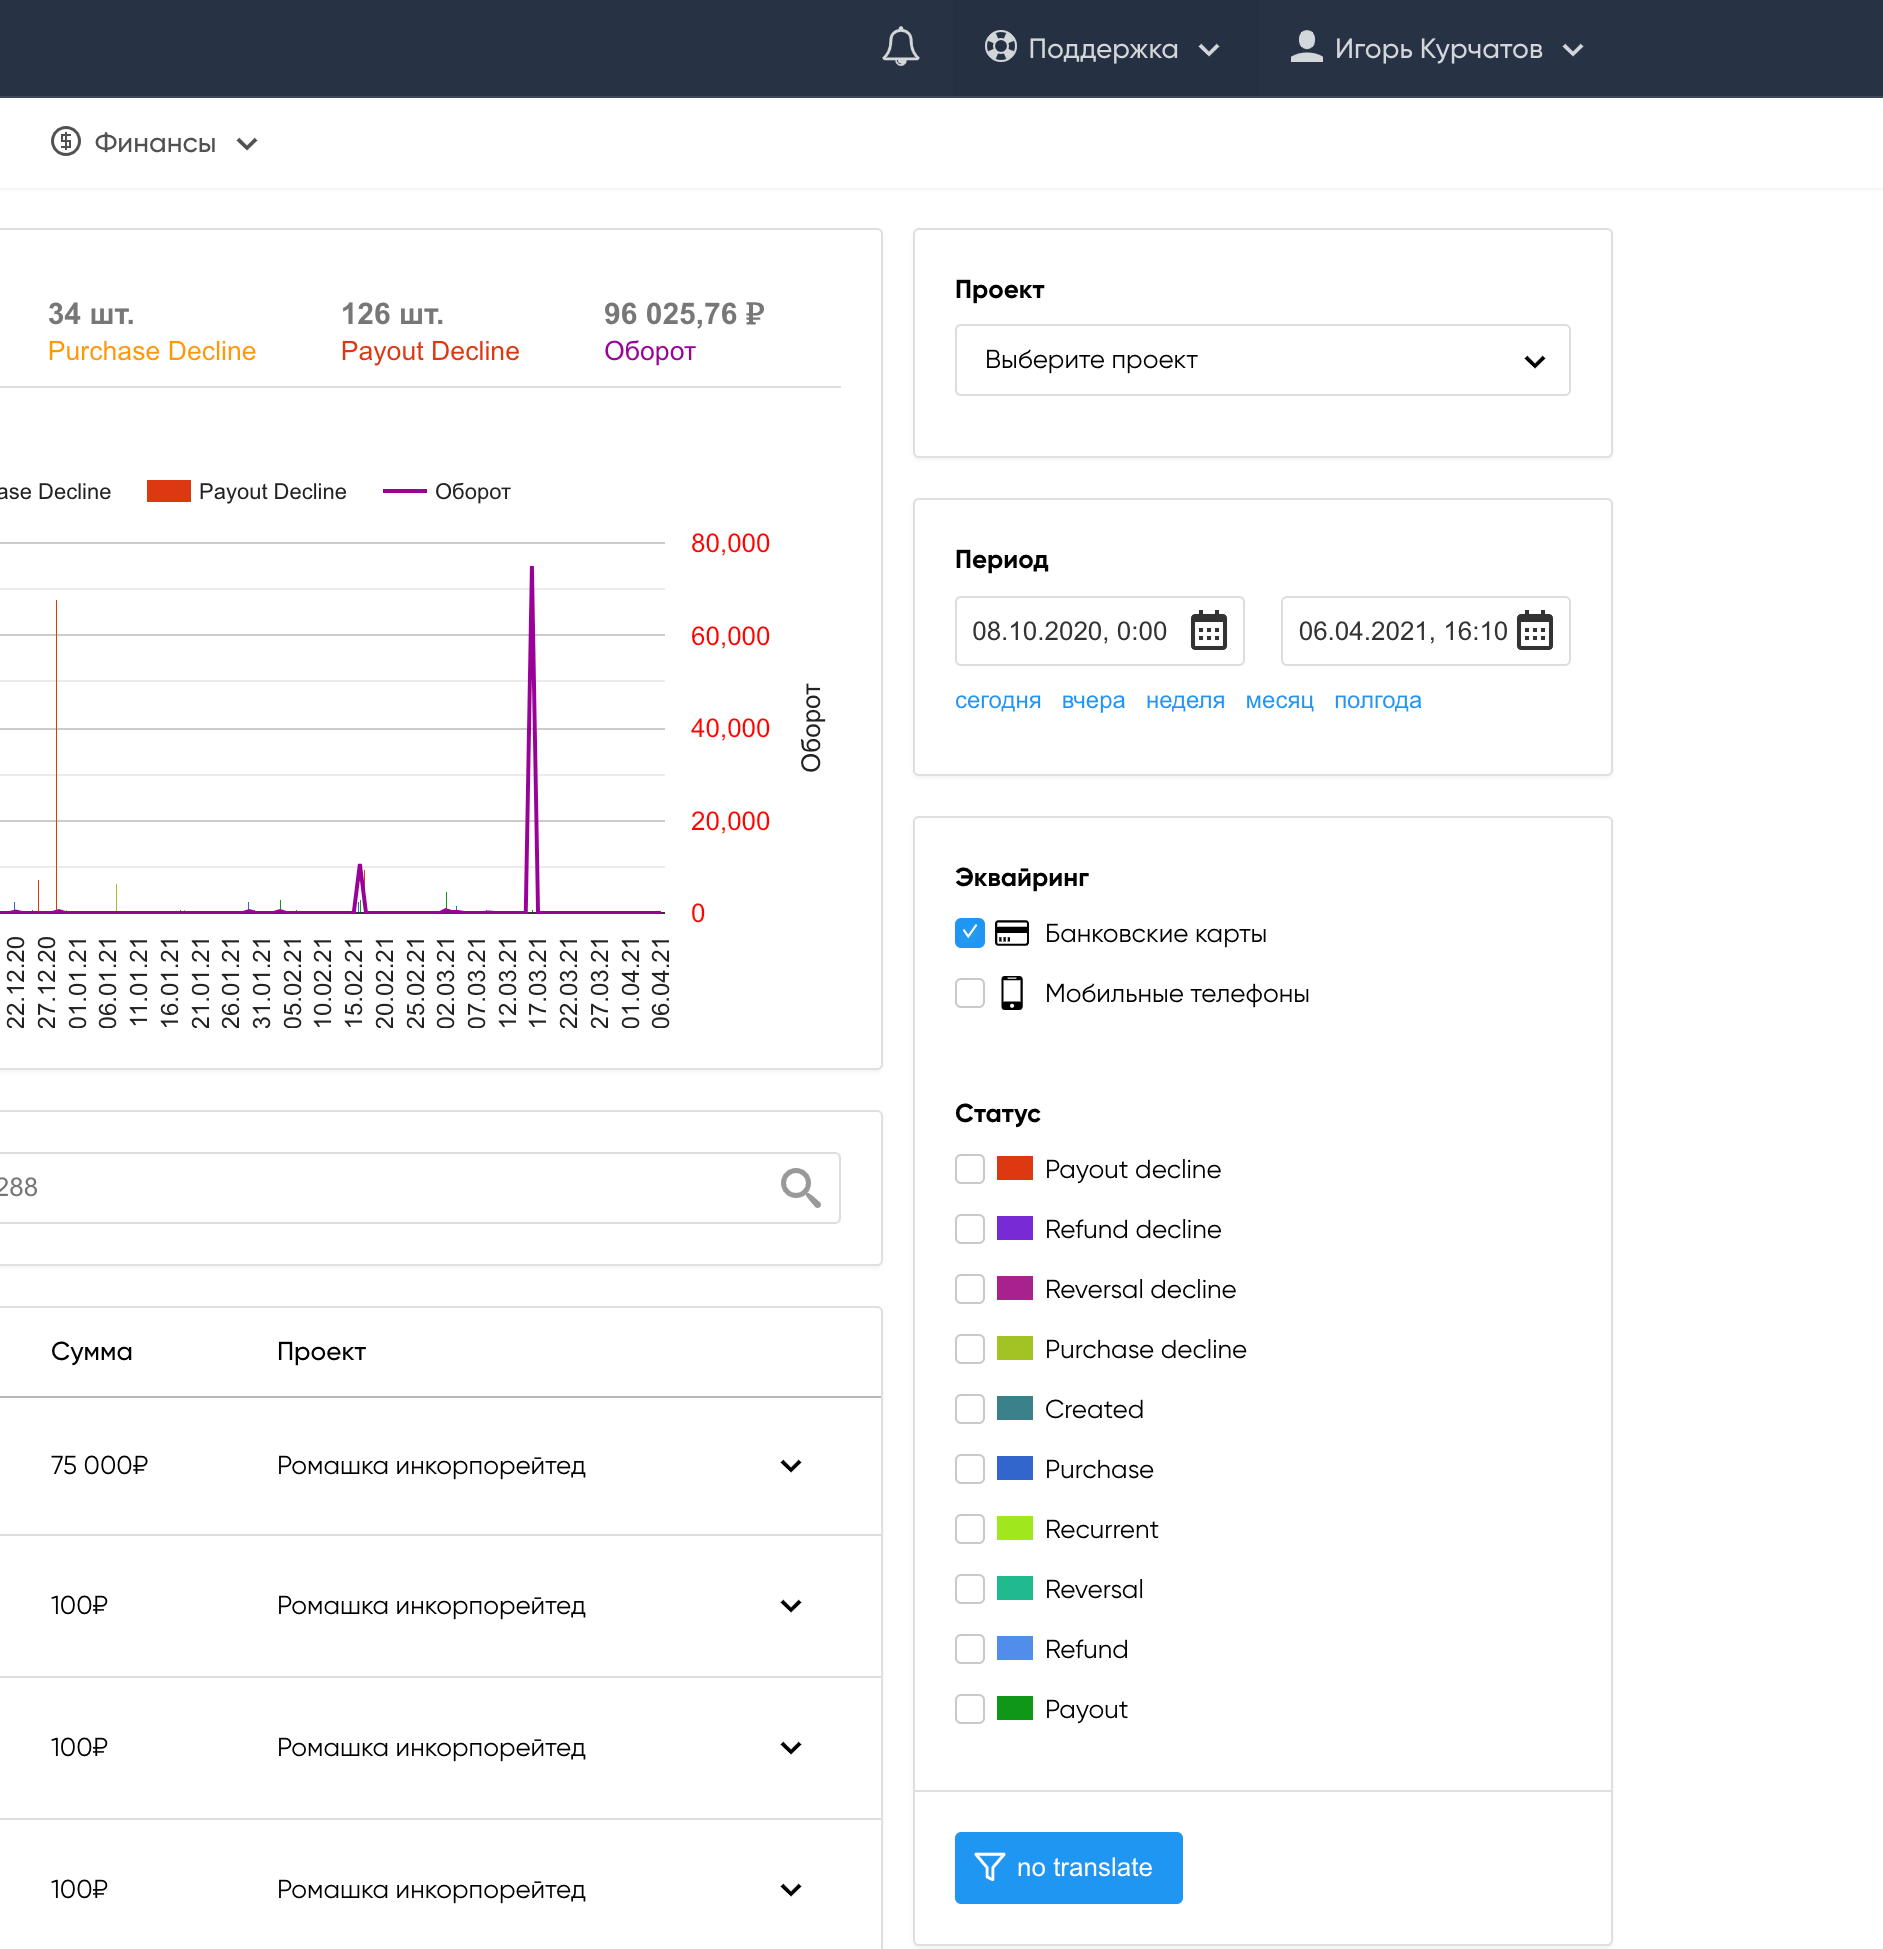 Поддержка
Игорь Курчатов
Финансы
34 шт.
Purchase Decline
126 шт.
Payout Decline
96 025,76 ₽
Оборот
ase Decline
Payout Decline
Оборот
80,000
60,000
40,000
20,000
0
Оборот
22.12.20
27.12.20
01.01.21
06.01.21
11.01.21
16.01.21
21.01.21
26.01.21
31.01.21
05.02.21
10.02.21
15.02.21
20.02.21
25.02.21
02.03.21
07.03.21
12.03.21
17.03.21
22.03.21
27.03.21
01.04.21
06.04.21
288
Сумма Проект
75 000₽ Ромашка инкорпорейтед
100₽ Ромашка инкорпорейтед
100₽ Ромашка инкорпорейтед
100₽ Ромашка инкорпорейтед
Проект
Выберите проект
Период
08.10.2020, 0:00
06.04.2021, 16:10
сегодня вчера неделя месяц полгода
Эквайринг
Банковские карты
Мобильные телефоны
Статус
Payout decline
Refund decline
Reversal decline
Purchase decline
Created
Purchase
Recurrent
Reversal
Refund
Payout
no translate